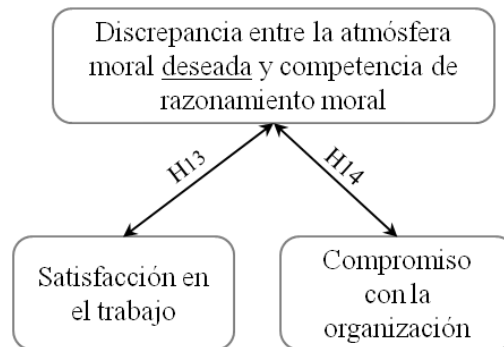 Discrepancia entre la atmósfera
moral deseada y competencia de
razonamiento moral
H13
H14
Satisfacción en
el trabajo
Compromiso
con la
organización